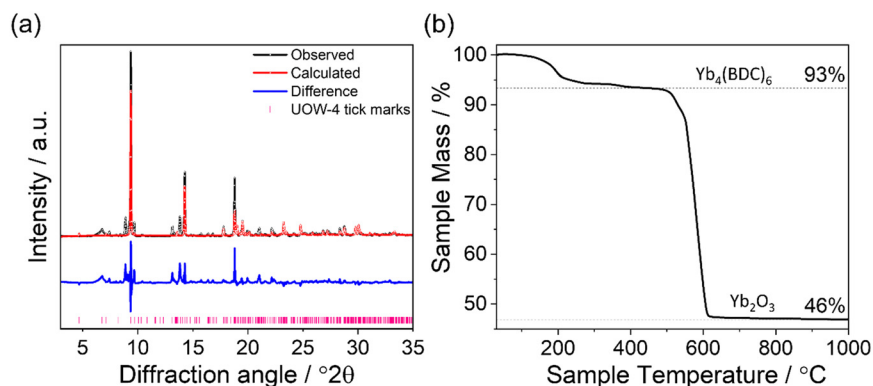 (a)
Intensity / a.u.
Observed
Calculated
Difference
UOW-4 tick marks
5 10 15 20 25 30 35
Diffraction angle / °2θ
(b)
Sample Mass / %
100
90
80
70
60
50
Yb₄(BDC)₆ 93%
Yb₂O₃ 46%
200 400 600 800 1000
Sample Temperature / °C